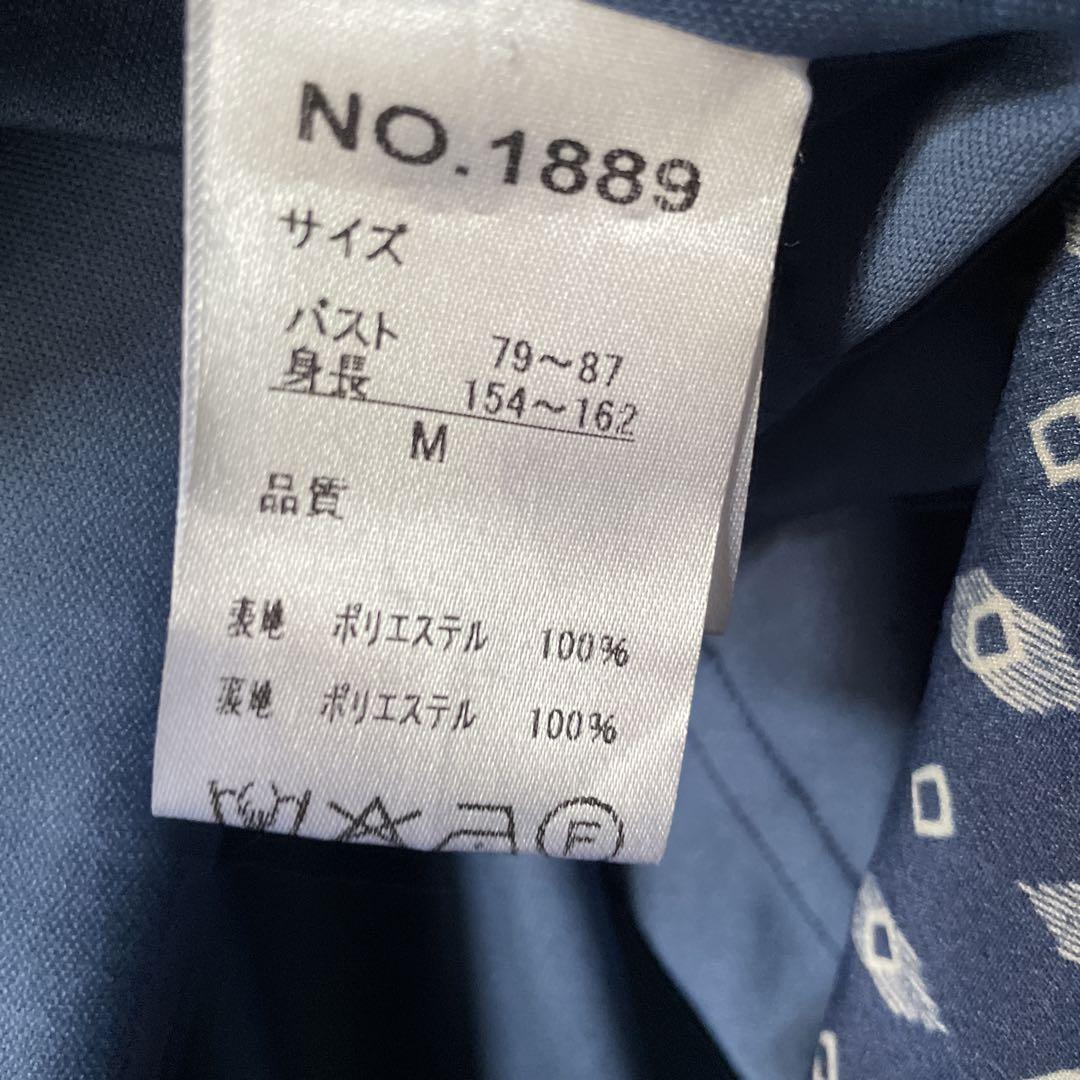 NO.1889
サイズ
バスト 79～87
身長 154～162
M
品質
表地 ポリエステル 100%
裏地 ポリエステル 100%
F